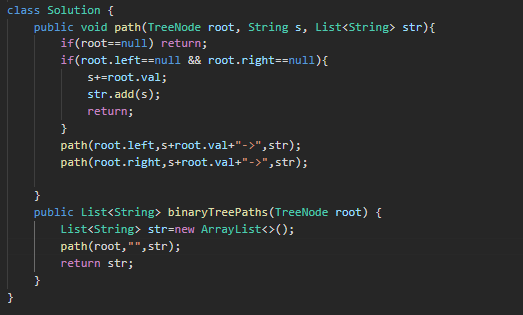 class Solution {
    public void path(TreeNode root, String s, List<String> str){
        if(root==null) return;
        if(root.left==null && root.right==null){
            s+=root.val;
            str.add(s);
            return;
        }
        path(root.left,s+root.val+"->",str);
        path(root.right,s+root.val+"->",str);

    }
    public List<String> binaryTreePaths(TreeNode root) {
        List<String> str=new ArrayList<>();
        path(root,"",str);
        return str;
    }
}